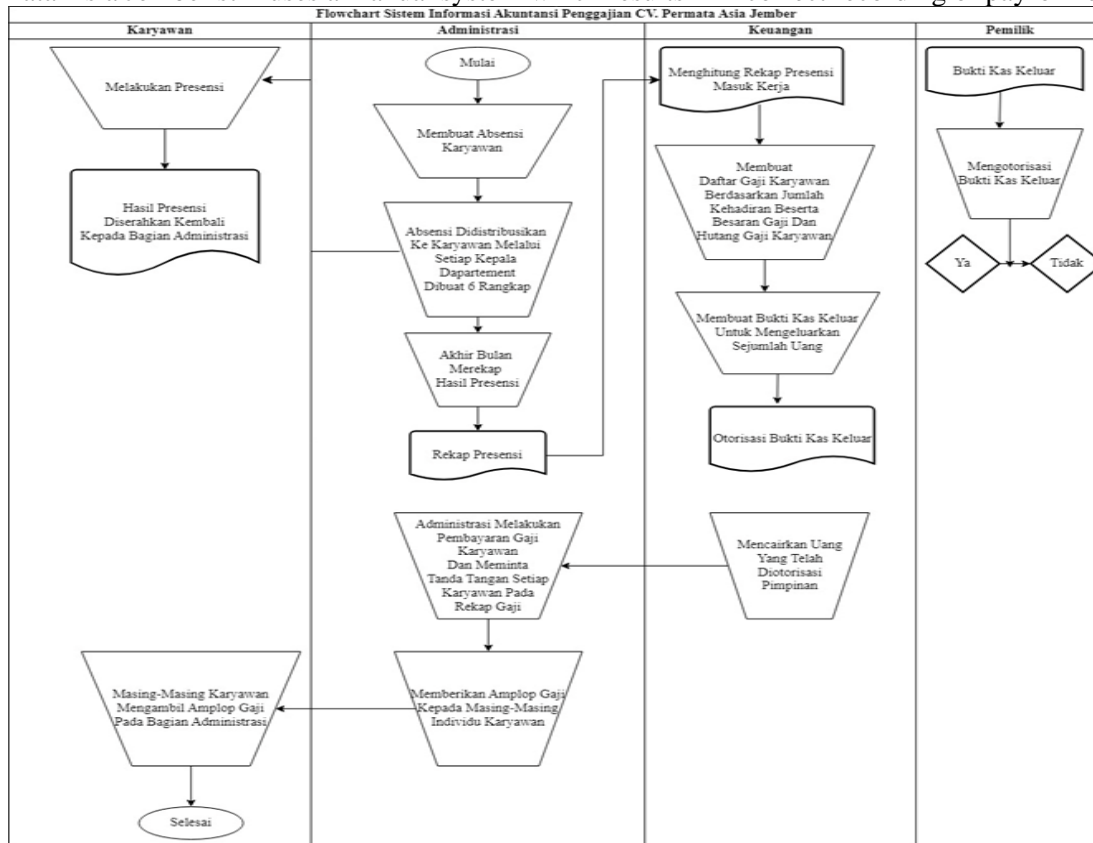 Flowchart Sistem Informasi Akuntansi Penggajian CV. Permata Asia Jember
Karyawan
Administrasi
Keuangan
Pemilik
Melakukan Presensi
Hasil Presensi
Diserahkan Kembali
Kepada Bagian Administrasi
Mulai
Membuat Absensi
Karyawan
Absensi Didistribusikan
Ke Karyawan Melalui
Setiap Kepala
Dapartement
Dibuat 6 Rangkap
Akhir Bulan
Merekap
Hasil Presensi
Rekap Presensi
Menghitung Rekap Presensi
Masuk Kerja
Membuat
Daftar Gaji Karyawan
Berdasarkan Jumlah
Kehadiran Beserta
Besaran Gaji Dan
Hutang Gaji Karyawan
Membuat Bukti Kas Keluar
Untuk Mengeluarkan
Sejumlah Uang
Otorisasi Bukti Kas Keluar
Bukti Kas Keluar
Mengotorisasi
Bukti Kas Keluar
Ya
Tidak
Mencairkan Uang
Yang Telah
Diotorisasi
Pimpinan
Administrasi Melakukan
Pembayaran Gaji
Karyawan
Dan Meminta
Tanda Tangan Setiap
Karyawan Pada
Rekap Gaji
Memberikan Amplop Gaji
Kepada Masing-Masing
Individu Karyawan
Masing-Masing Karyawan
Mengambil Amplop Gaji
Pada Bagian Administrasi
Selesai